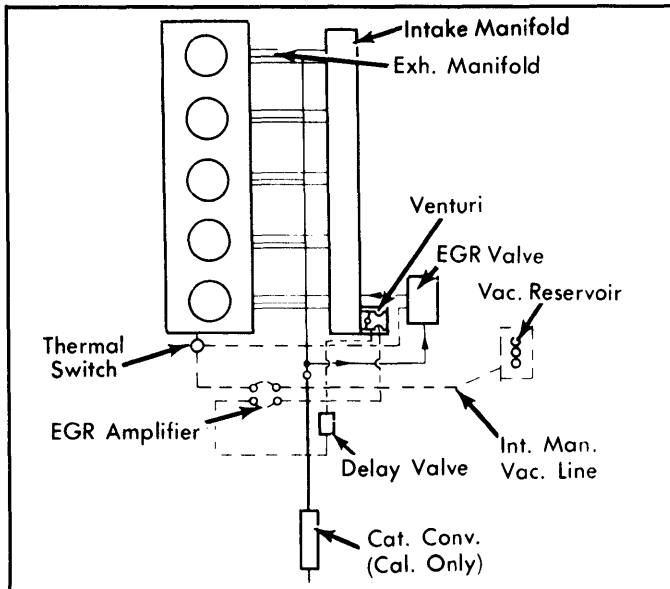 Intake Manifold
Exh. Manifold
Venturi
EGR Valve
Vac. Reservoir
Thermal
Switch
EGR Amplifier
Delay Valve
Int. Man.
Vac. Line
Cat. Conv.
(Cal. Only)